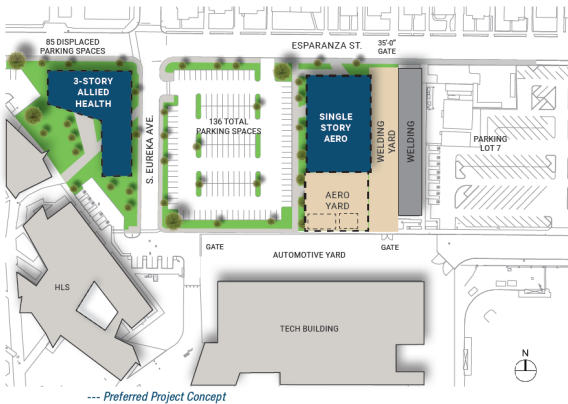 85 DISPLACED
PARKING SPACES
ESPARANZA ST.
35'-0"
GATE
3-STORY
ALLIED
HEALTH
S. EUREKA AVE.
136 TOTAL
PARKING SPACES
SINGLE
STORY
AERO
WELDING
YARD
WELDING
PARKING
LOT 7
AERO
YARD
GATE
GATE
AUTOMOTIVE YARD
HLS
TECH BUILDING
N
--- Preferred Project Concept